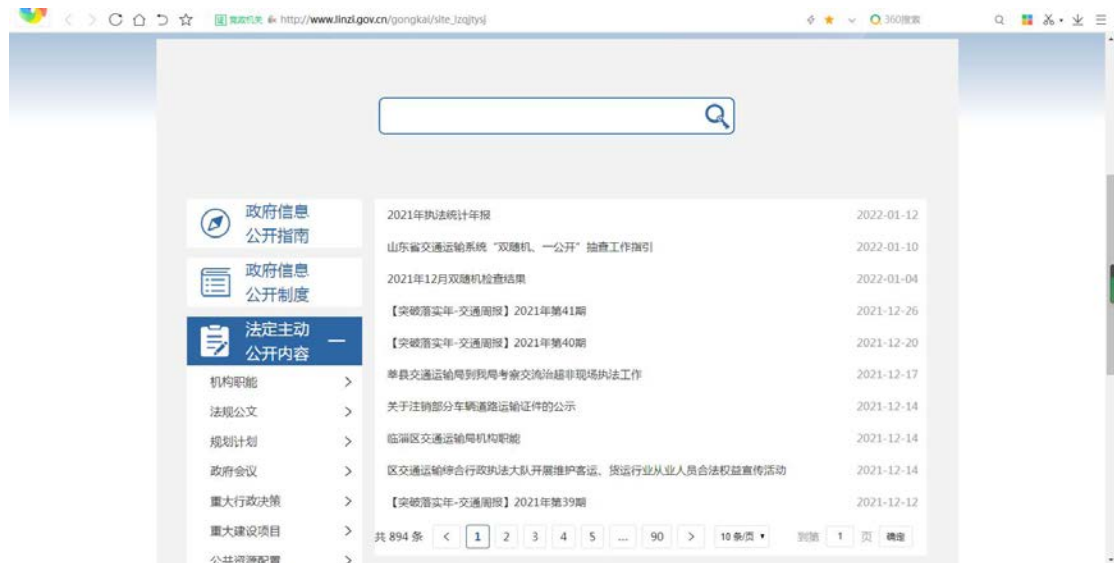 党政机关 http://www.linzi.gov.cn/gongkai/site_lzqjtysj 360搜索
政府信息
公开指南
政府信息
公开制度
法定主动
公开内容
机构职能
法规公文
规划计划
政府会议
重大行政决策
重大建设项目
公共资源配置
2021年执法统计年报 2022-01-12
山东省交通运输系统“双随机、一公开”抽查工作指引 2022-01-10
2021年12月双随机检查结果 2022-01-04
【突破落实年-交通周报】2021年第41期 2021-12-26
【突破落实年-交通周报】2021年第40期 2021-12-20
莘县交通运输局到我局考察交流治超非现场执法工作 2021-12-17
关于注销部分车辆道路运输证件的公示 2021-12-14
临淄区交通运输局机构职能 2021-12-14
区交通运输综合行政执法大队开展维护客运、货运行业从业人员合法权益宣传活动 2021-12-14
【突破落实年-交通周报】2021年第39期 2021-12-12
共 894 条 < 1 2 3 4 5 ... 90 > 10 条/页 到第 1 页 确定